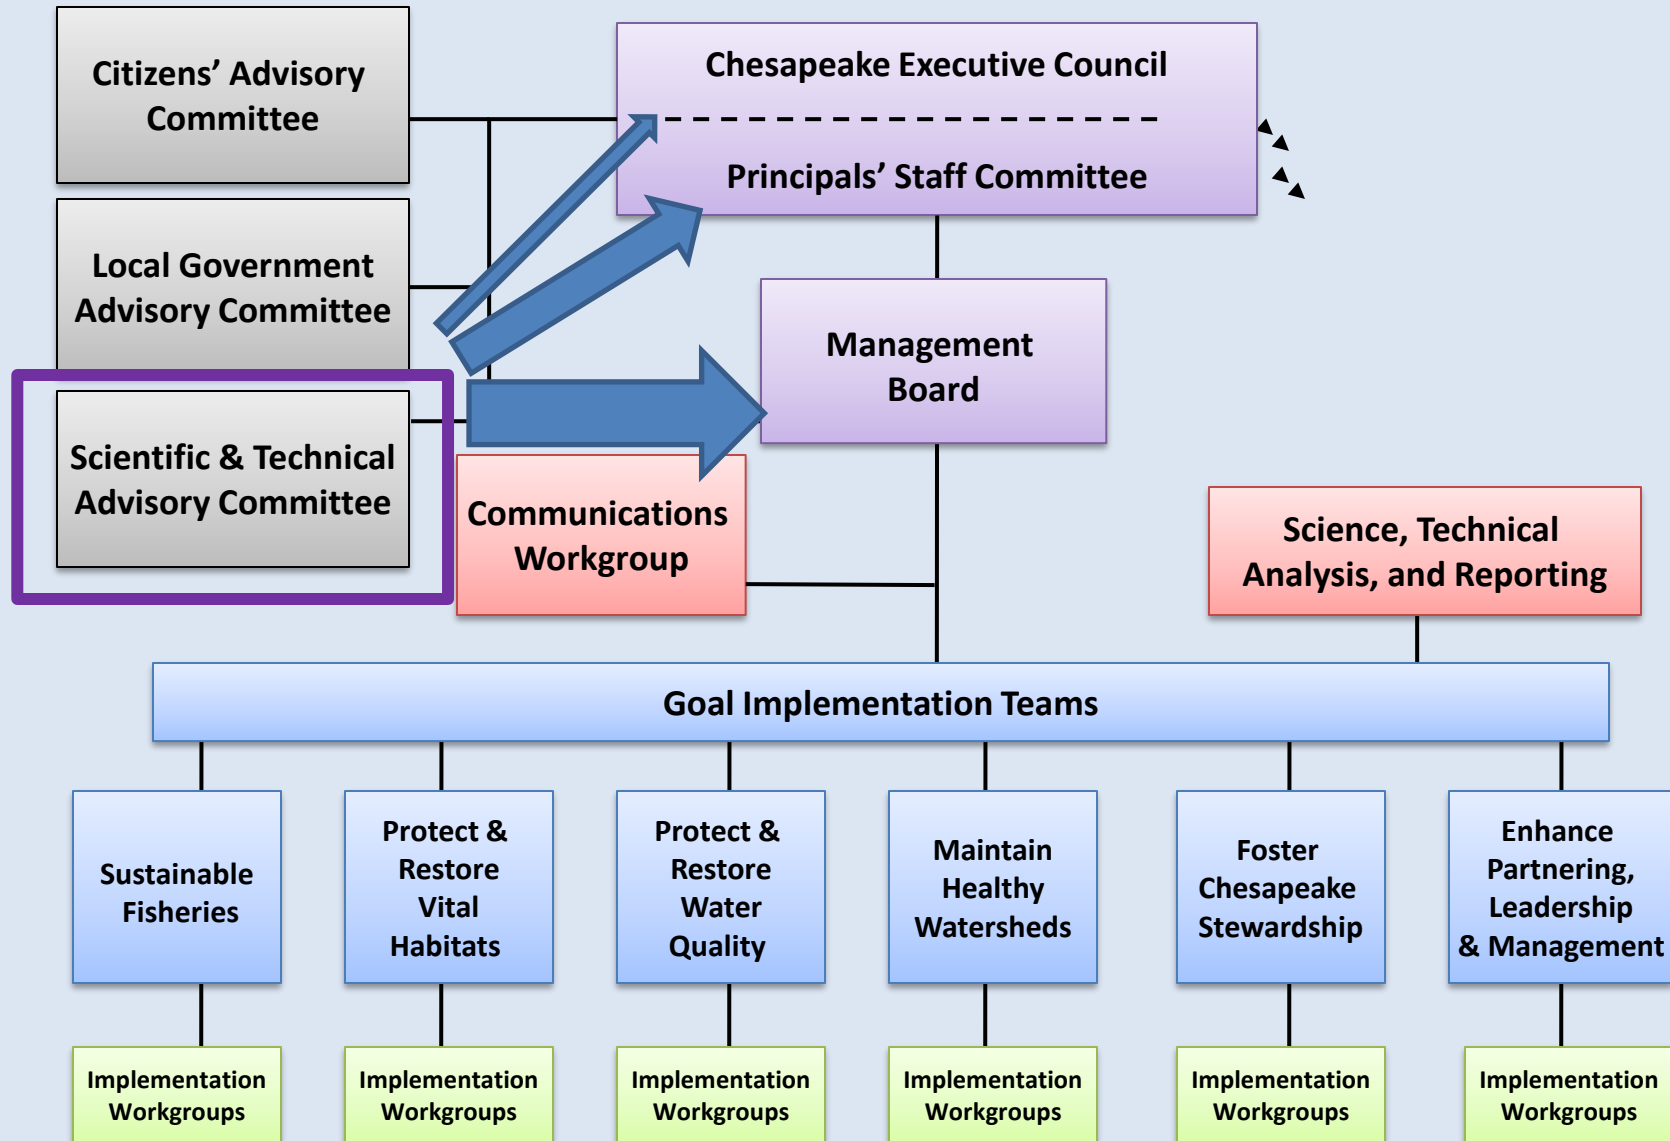 Citizens’ Advisory
Committee
Chesapeake Executive Council
Principals’ Staff Committee
Local Government
Advisory Committee
Management
Board
Scientific & Technical
Advisory Committee
Communications
Workgroup
Science, Technical
Analysis, and Reporting
Goal Implementation Teams
Sustainable
Fisheries
Protect &
Restore
Vital
Habitats
Protect &
Restore
Water
Quality
Maintain
Healthy
Watersheds
Foster
Chesapeake
Stewardship
Enhance
Partnering,
Leadership
& Management
Implementation
Workgroups
Implementation
Workgroups
Implementation
Workgroups
Implementation
Workgroups
Implementation
Workgroups
Implementation
Workgroups